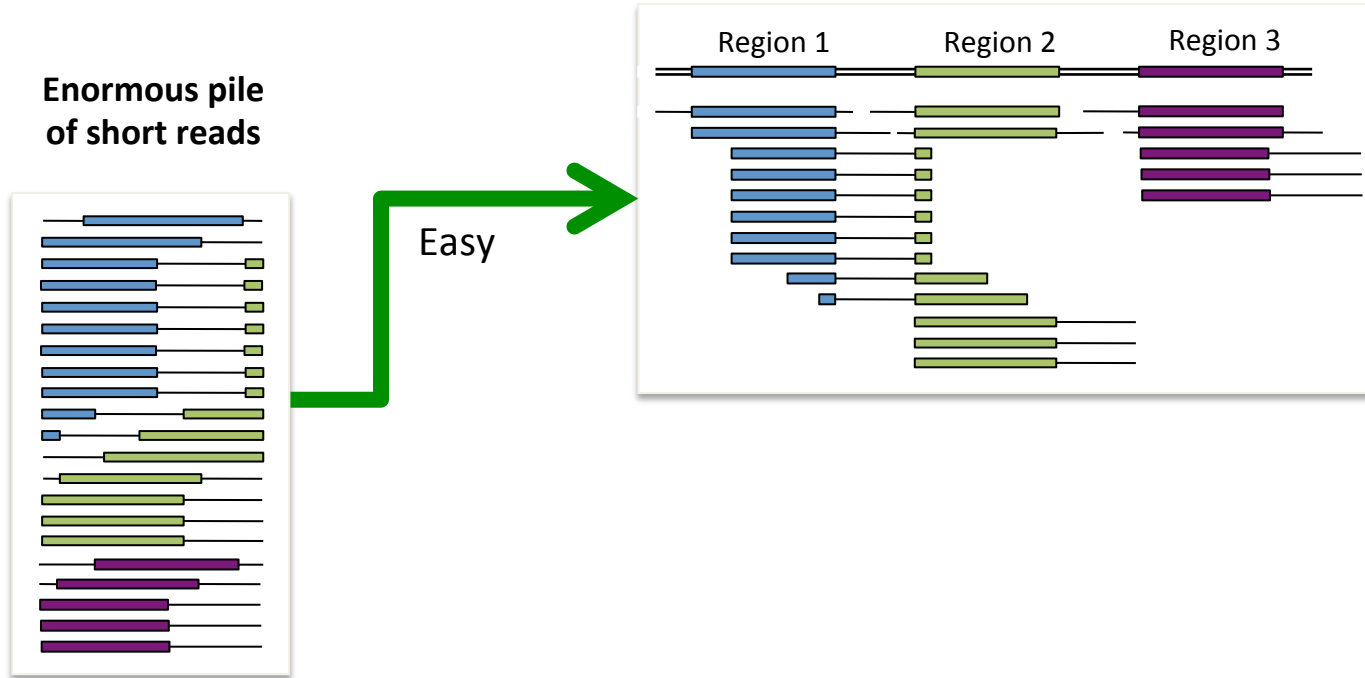 Enormous pile
of short reads
Easy
Region 1
Region 2
Region 3